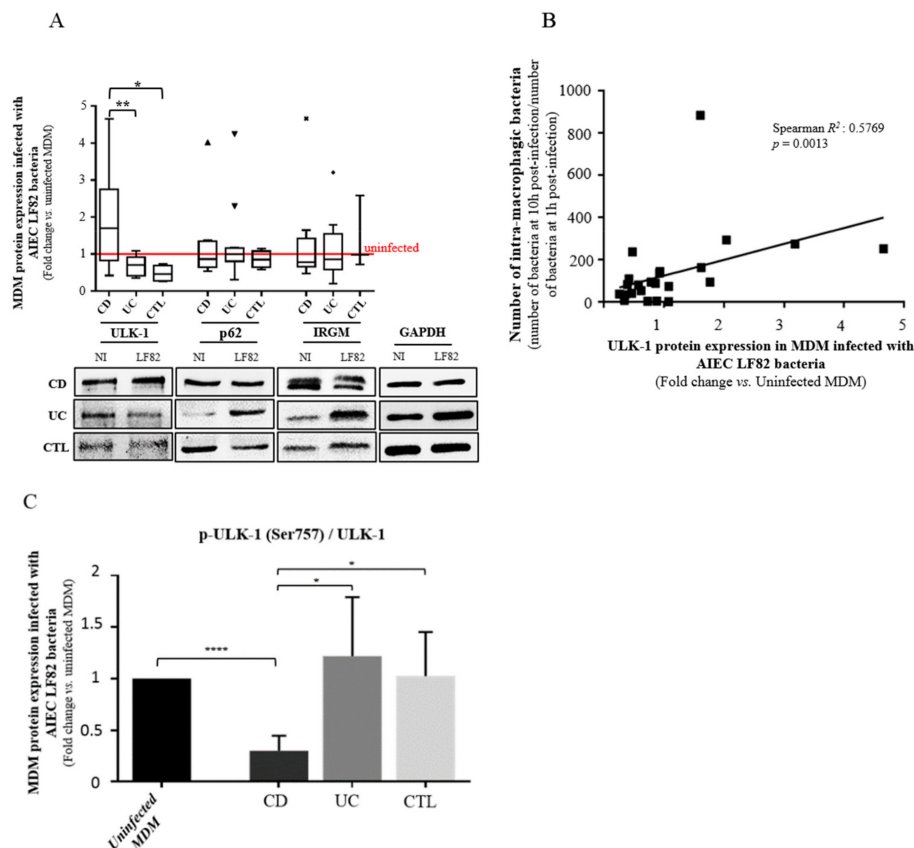 A
MDM protein expression infected with
AIEC LF82 bacteria
(Fold change vs. uninfected MDM)
5
4
3
2
1
0
*
**
uninfected
CD
UC
CTL
CD
UC
CTL
CD
UC
CTL
ULK-1
p62
IRGM
GAPDH
NI
LF82
NI
LF82
NI
LF82
NI
LF82
CD
UC
CTL
B
Number of intra-macrophagic bacteria
(number of bacteria at 10h post-infection/number
of bacteria at 1h post-infection)
1000
800
600
400
200
0
Spearman R² : 0.5769
p = 0.0013
1
2
3
4
5
ULK-1 protein expression in MDM infected with
AIEC LF82 bacteria
(Fold change vs. Uninfected MDM)
C
p-ULK-1 (Ser757) / ULK-1
MDM protein expression infected with
AIEC LF82 bacteria
(Fold change vs. uninfected MDM)
2
1.5
1
0.5
0
****
*
*
Uninfected
MDM
CD
UC
CTL